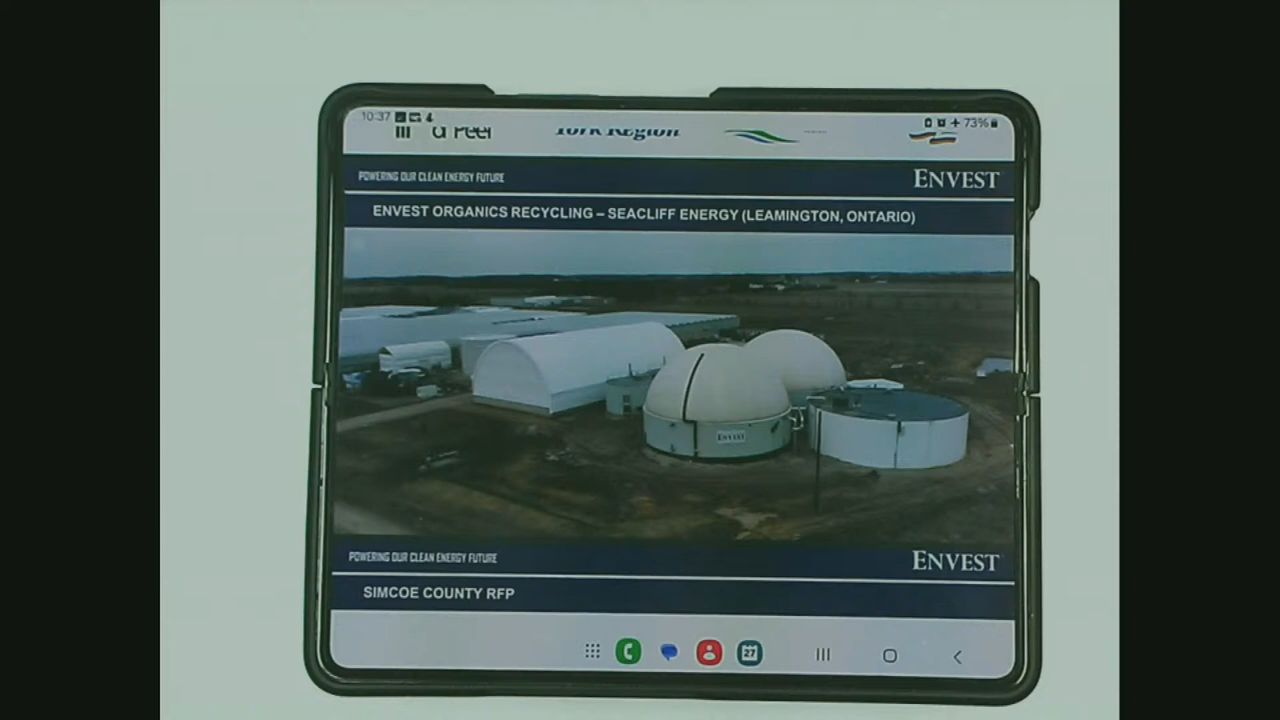 10:37
73%
Peel
York Region
POWERING OUR CLEAN ENERGY FUTURE
ENVEST
ENVEST ORGANICS RECYCLING – SEACLIFF ENERGY (LEAMINGTON, ONTARIO)
ENVEST
POWERING OUR CLEAN ENERGY FUTURE
ENVEST
SIMCOE COUNTY RFP
27